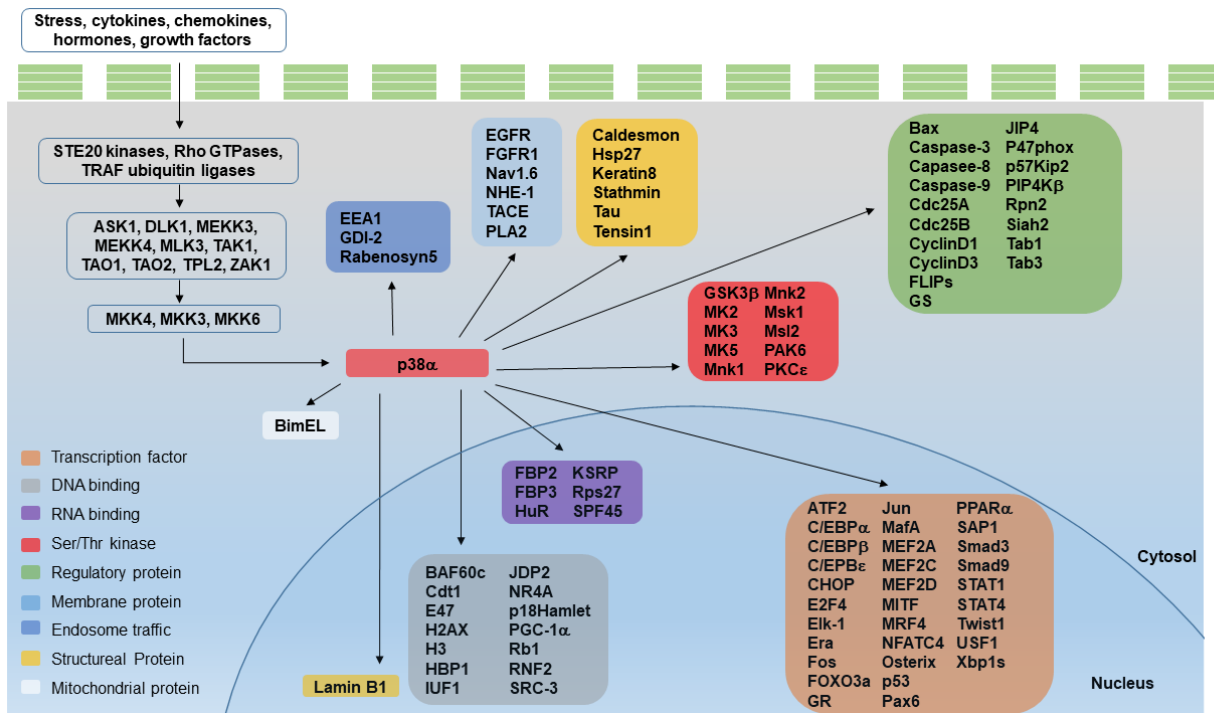 Stress, cytokines, chemokines,
hormones, growth factors
STE20 kinases, Rho GTPases,
TRAF ubiquitin ligases
ASK1, DLK1, MEKK3,
MEKK4, MLK3, TAK1,
TAO1, TAO2, TPL2, ZAK1
MKK4, MKK3, MKK6
p38α
BimEL
EEA1
GDI-2
Rabenosyn5
EGFR
FGFR1
Nav1.6
NHE-1
TACE
PLA2
Caldesmon
Hsp27
Keratin8
Stathmin
Tau
Tensin1
Bax JIP4
Caspase-3 P47phox
Capasee-8 p57Kip2
Caspase-9 PIP4Kβ
Cdc25A Rpn2
Cdc25B Siah2
CyclinD1 Tab1
CyclinD3 Tab3
FLIPs
GS
GSK3β Mnk2
MK2 Msk1
MK3 Msl2
MK5 PAK6
Mnk1 PKCε
FBP2 KSRP
FBP3 Rps27
HuR SPF45
Transcription factor
DNA binding
RNA binding
Ser/Thr kinase
Regulatory protein
Membrane protein
Endosome traffic
Structureal Protein
Mitochondrial protein
Lamin B1
BAF60c JDP2
Cdt1 NR4A
E47 p18Hamlet
H2AX PGC-1α
H3 Rb1
HBP1 RNF2
IUF1 SRC-3
ATF2 Jun PPARα
C/EBPα MafA SAP1
C/EBPβ MEF2A Smad3
C/EPBε MEF2C Smad9
CHOP MEF2D STAT1
E2F4 MITF STAT4
Elk-1 MRF4 Twist1
Era NFATC4 USF1
Fos Osterix Xbp1s
FOXO3a p53
GR Pax6
Cytosol
Nucleus